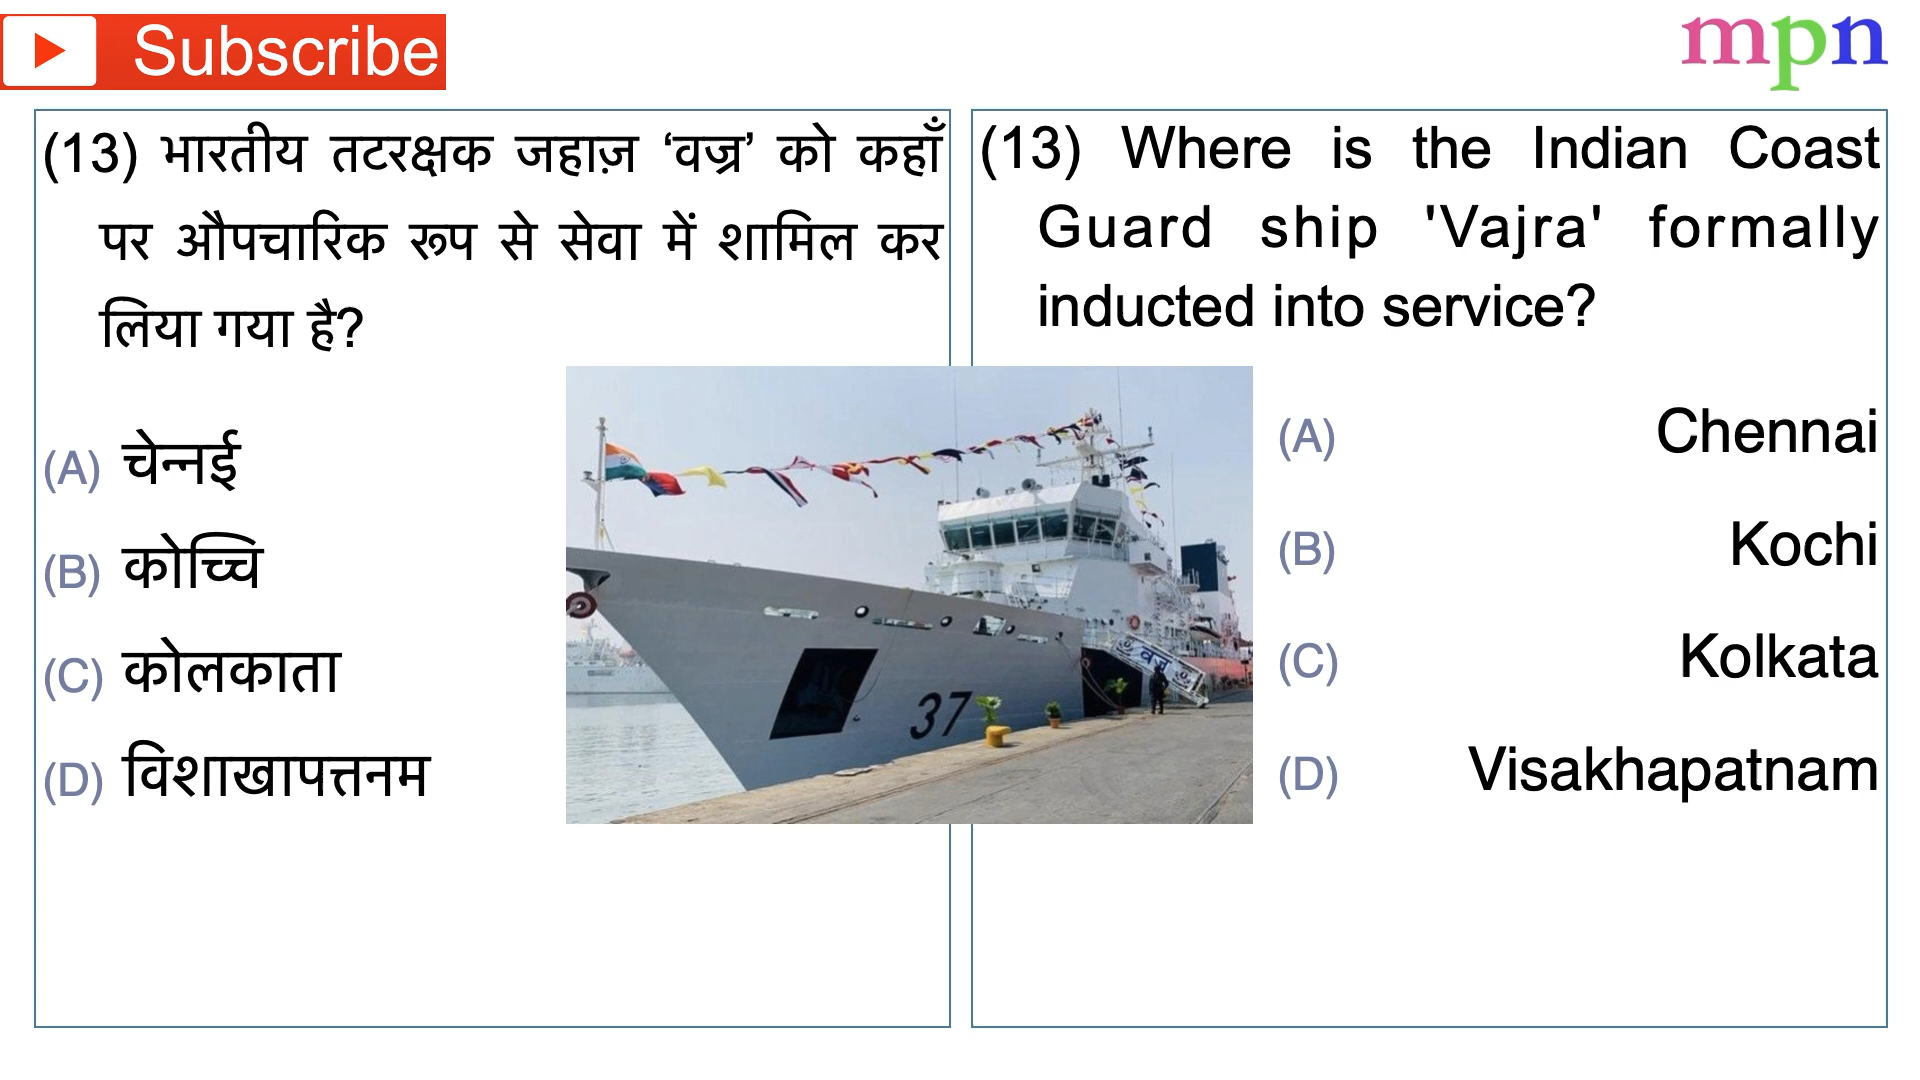 Subscribe
mpn
(13) भारतीय तटरक्षक जहाज़ ‘वज्र’ को कहाँ
पर औपचारिक रूप से सेवा में शामिल कर
लिया गया है?
(A) चेन्नई
(B) कोच्चि
(C) कोलकाता
(D) विशाखापत्तनम
(13) Where is the Indian Coast
Guard ship 'Vajra' formally
inducted into service?
(A) Chennai
(B) Kochi
(C) Kolkata
(D) Visakhapatnam
37
वज्र